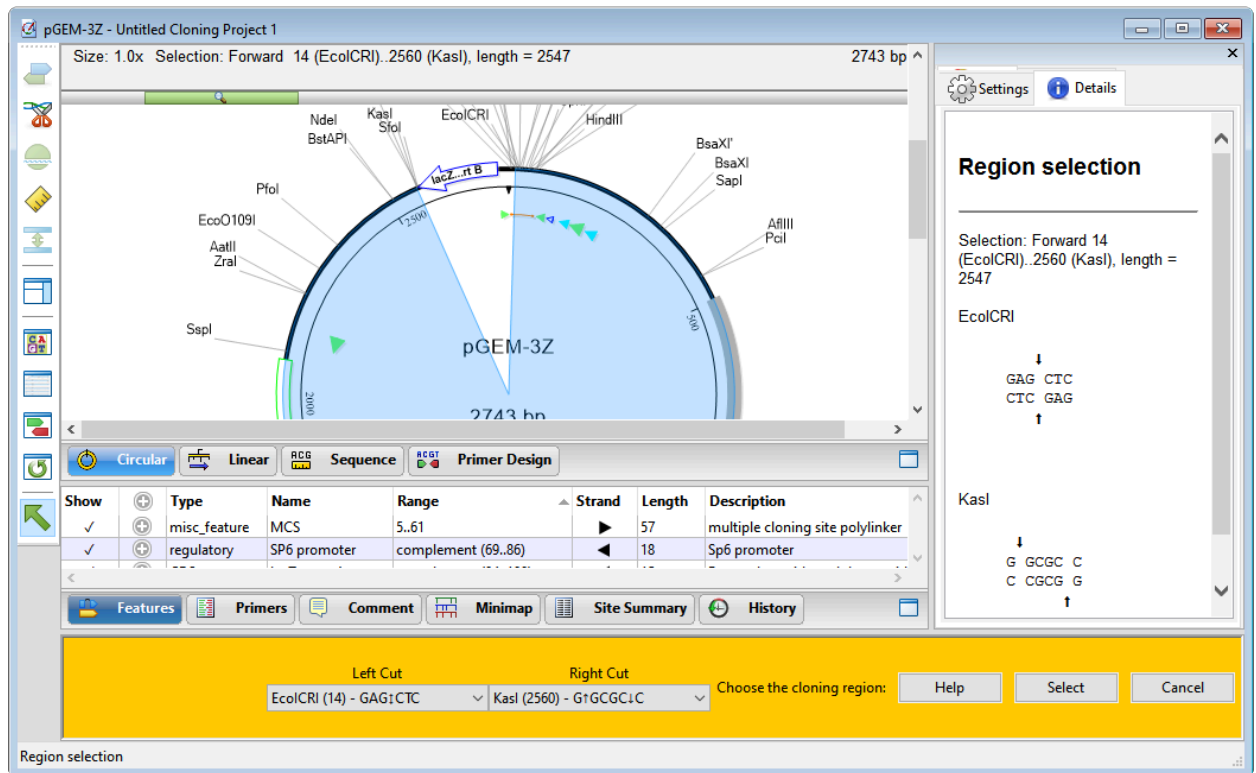 pGEM-3Z - Untitled Cloning Project 1
Size: 1.0x Selection: Forward 14 (EcoICRI)..2560 (KasI), length = 2547
2743 bp
NdeI
BstAPI
KasI
SfoI
EcoICRI
HindIII
BsaXI'
BsaXI
SapI
AflIII
PciI
PfoI
EcoO109I
AatII
ZraI
SspI
lacZ...rt B
2500
500
2000
pGEM-3Z
2743 bp
Circular
Linear
Sequence
Primer Design
Show Type Name Range Strand Length Description
✓ misc_feature MCS 5..61 ▶ 57 multiple cloning site polylinker
✓ regulatory SP6 promoter complement (69..86) ◀ 18 Sp6 promoter
Features
Primers
Comment
Minimap
Site Summary
History
Settings
Details
Region selection
Selection: Forward 14
(EcoICRI)..2560 (KasI), length =
2547
EcoICRI
↓
GAG CTC
CTC GAG
↑
KasI
↓
G GCGC C
C CGCG G
↑
Left Cut
Right Cut
EcoICRI (14) - GAG↕CTC
KasI (2560) - G↑GCGC↓C
Choose the cloning region:
Help
Select
Cancel
Region selection